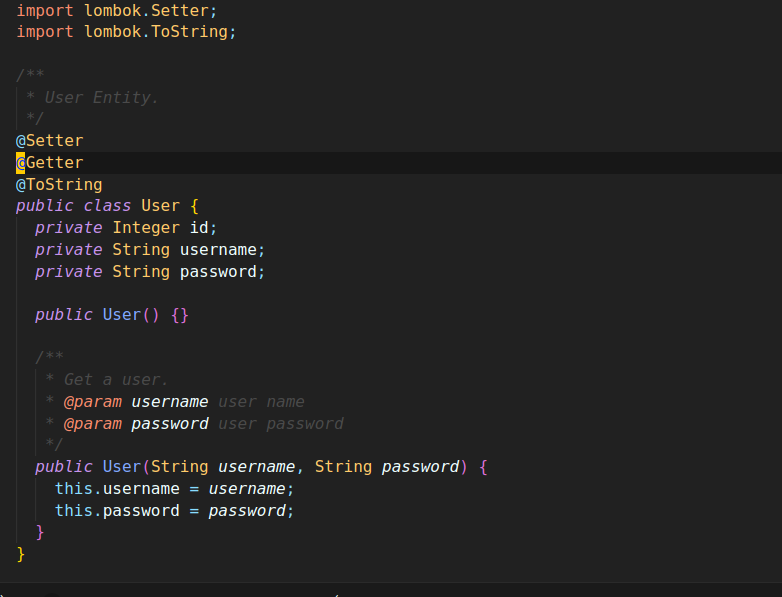 import lombok.Setter;
import lombok.ToString;
/**
 * User Entity.
 */
@Setter
@Getter
@ToString
public class User {
  private Integer id;
  private String username;
  private String password;
  public User() {}
  /**
   * Get a user.
   * @param username user name
   * @param password user password
   */
  public User(String username, String password) {
    this.username = username;
    this.password = password;
  }
}